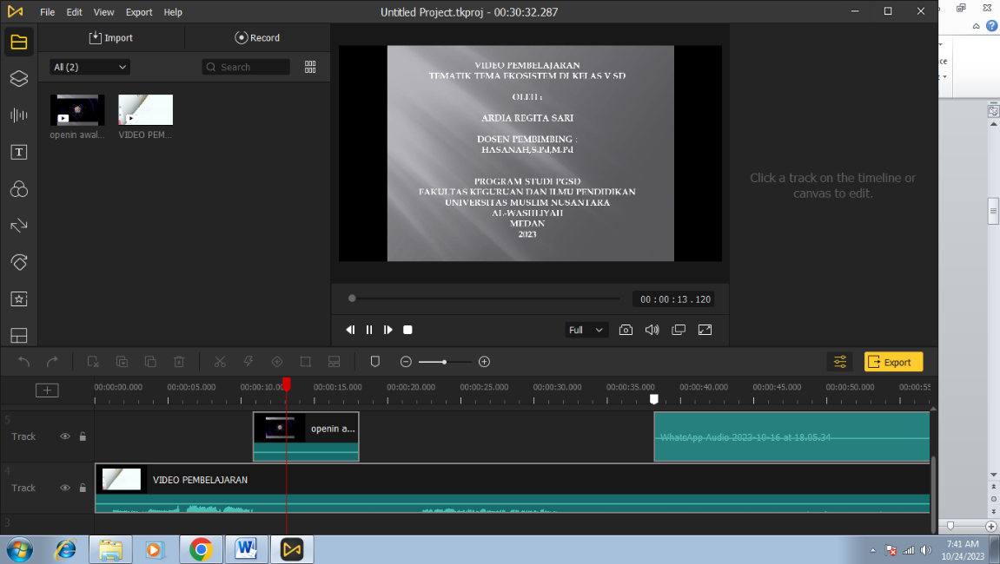 File Edit View Export Help
Untitled Project.tkproj - 00:30:32.287
Import
Record
All (2)
Search
openin awal...
VIDEO PEM...
VIDEO PEMBELAJARAN
TEMATIK TEMA EKOSISTEM DI KELAS V SD
OLEH :
ARDIA REGITA SARI
DOSEN PEMBIMBING :
HASANAH,S.Pd,M.Pd
PROGRAM STUDI PGSD
FAKULTAS KEGURUAN DAN ILMU PENDIDIKAN
UNIVERSITAS MUSLIM NUSANTARA
AL-WASHLIYAH
MEDAN
2023
Click a track on the timeline or
canvas to edit.
00 : 00 : 13 . 120
Full
Export
00:00:00.000 00:00:05.000 00:00:10.000 00:00:15.000 00:00:20.000 00:00:25.000 00:00:30.000 00:00:35.000 00:00:40.000 00:00:45.000 00:00:50.000 00:00:55
5
Track
openin a...
WhatsApp Audio 2023-10-16 at 18.05.34
4
Track
VIDEO PEMBELAJARAN
3
7:41 AM
10/24/2023